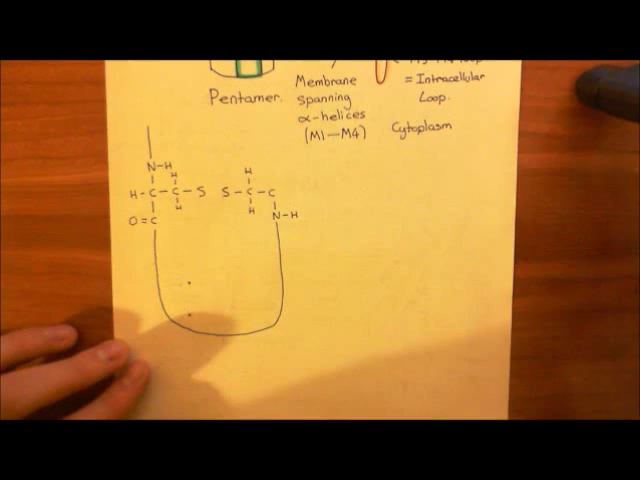 Pentamer.
Membrane
spanning
α-helices
(M1—M4)
= Intracellular
Loop.
Cytoplasm
N-H
H H
H-C-C-S S-C-C
H H
O=C N-H